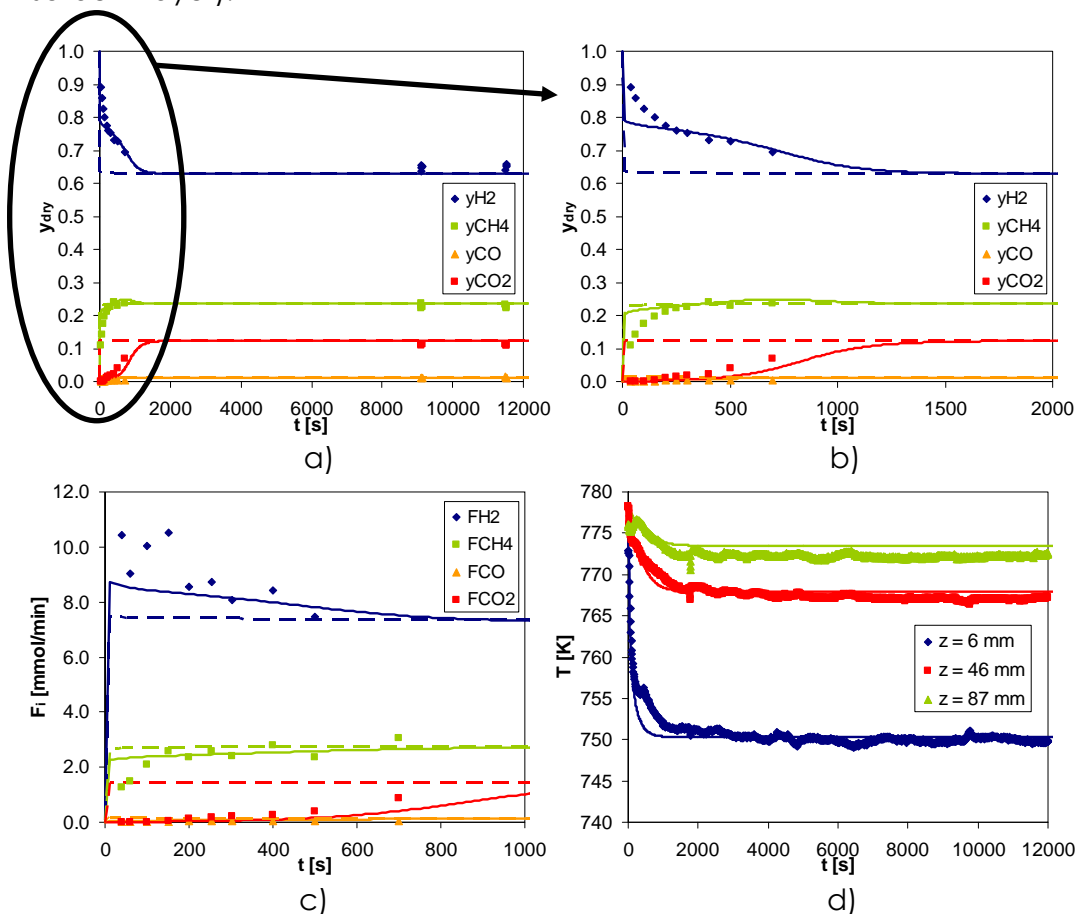 1.0
0.9
0.8
0.7
0.6
0.5
0.4
0.3
0.2
0.1
0.0
ydry
0 2000 4000 6000 8000 10000 12000
t [s]
yH2
yCH4
yCO
yCO2
a)
1.0
0.9
0.8
0.7
0.6
0.5
0.4
0.3
0.2
0.1
0.0
ydry
0 500 1000 1500 2000
t [s]
yH2
yCH4
yCO
yCO2
b)
12.0
10.0
8.0
6.0
4.0
2.0
0.0
Fi [mmol/min]
0 200 400 600 800 1000
t [s]
FH2
FCH4
FCO
FCO2
c)
780
775
770
765
760
755
750
745
740
T [K]
0 2000 4000 6000 8000 10000 12000
t [s]
z = 6 mm
z = 46 mm
z = 87 mm
d)